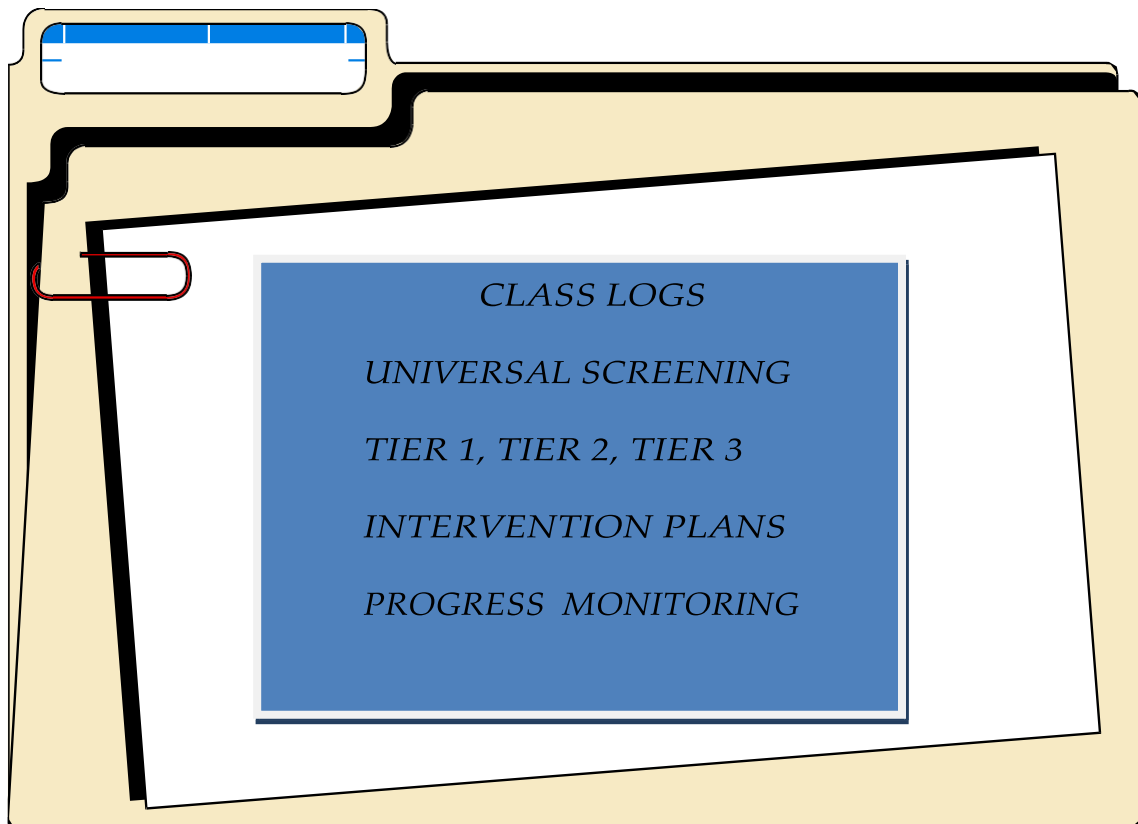 CLASS LOGS
UNIVERSAL SCREENING
TIER 1, TIER 2, TIER 3
INTERVENTION PLANS
PROGRESS  MONITORING